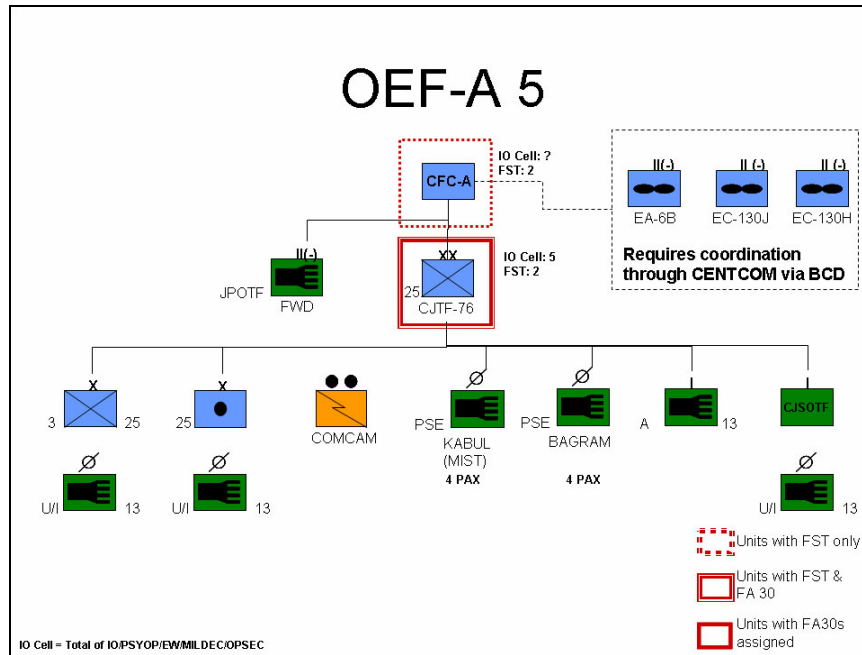 OEF-A 5
IO Cell: ?
FST: 2
CFC-A
II(-)
II (-)
II (-)
EA-6B
EC-130J
EC-130H
Requires coordination
through CENTCOM via BCD
II(-)
JPOTF
FWD
XX
IO Cell: 5
FST: 2
25
CJTF-76
X
3
25
X
25
COMCAM
PSE
KABUL
(MIST)
4 PAX
PSE
BAGRAM
4 PAX
I
A
13
I
CJSOTF
U/I
13
U/I
13
U/I
13
Units with FST only
Units with FST &
FA 30
Units with FA30s
assigned
IO Cell = Total of IO/PSYOP/EW/MILDEC/OPSEC